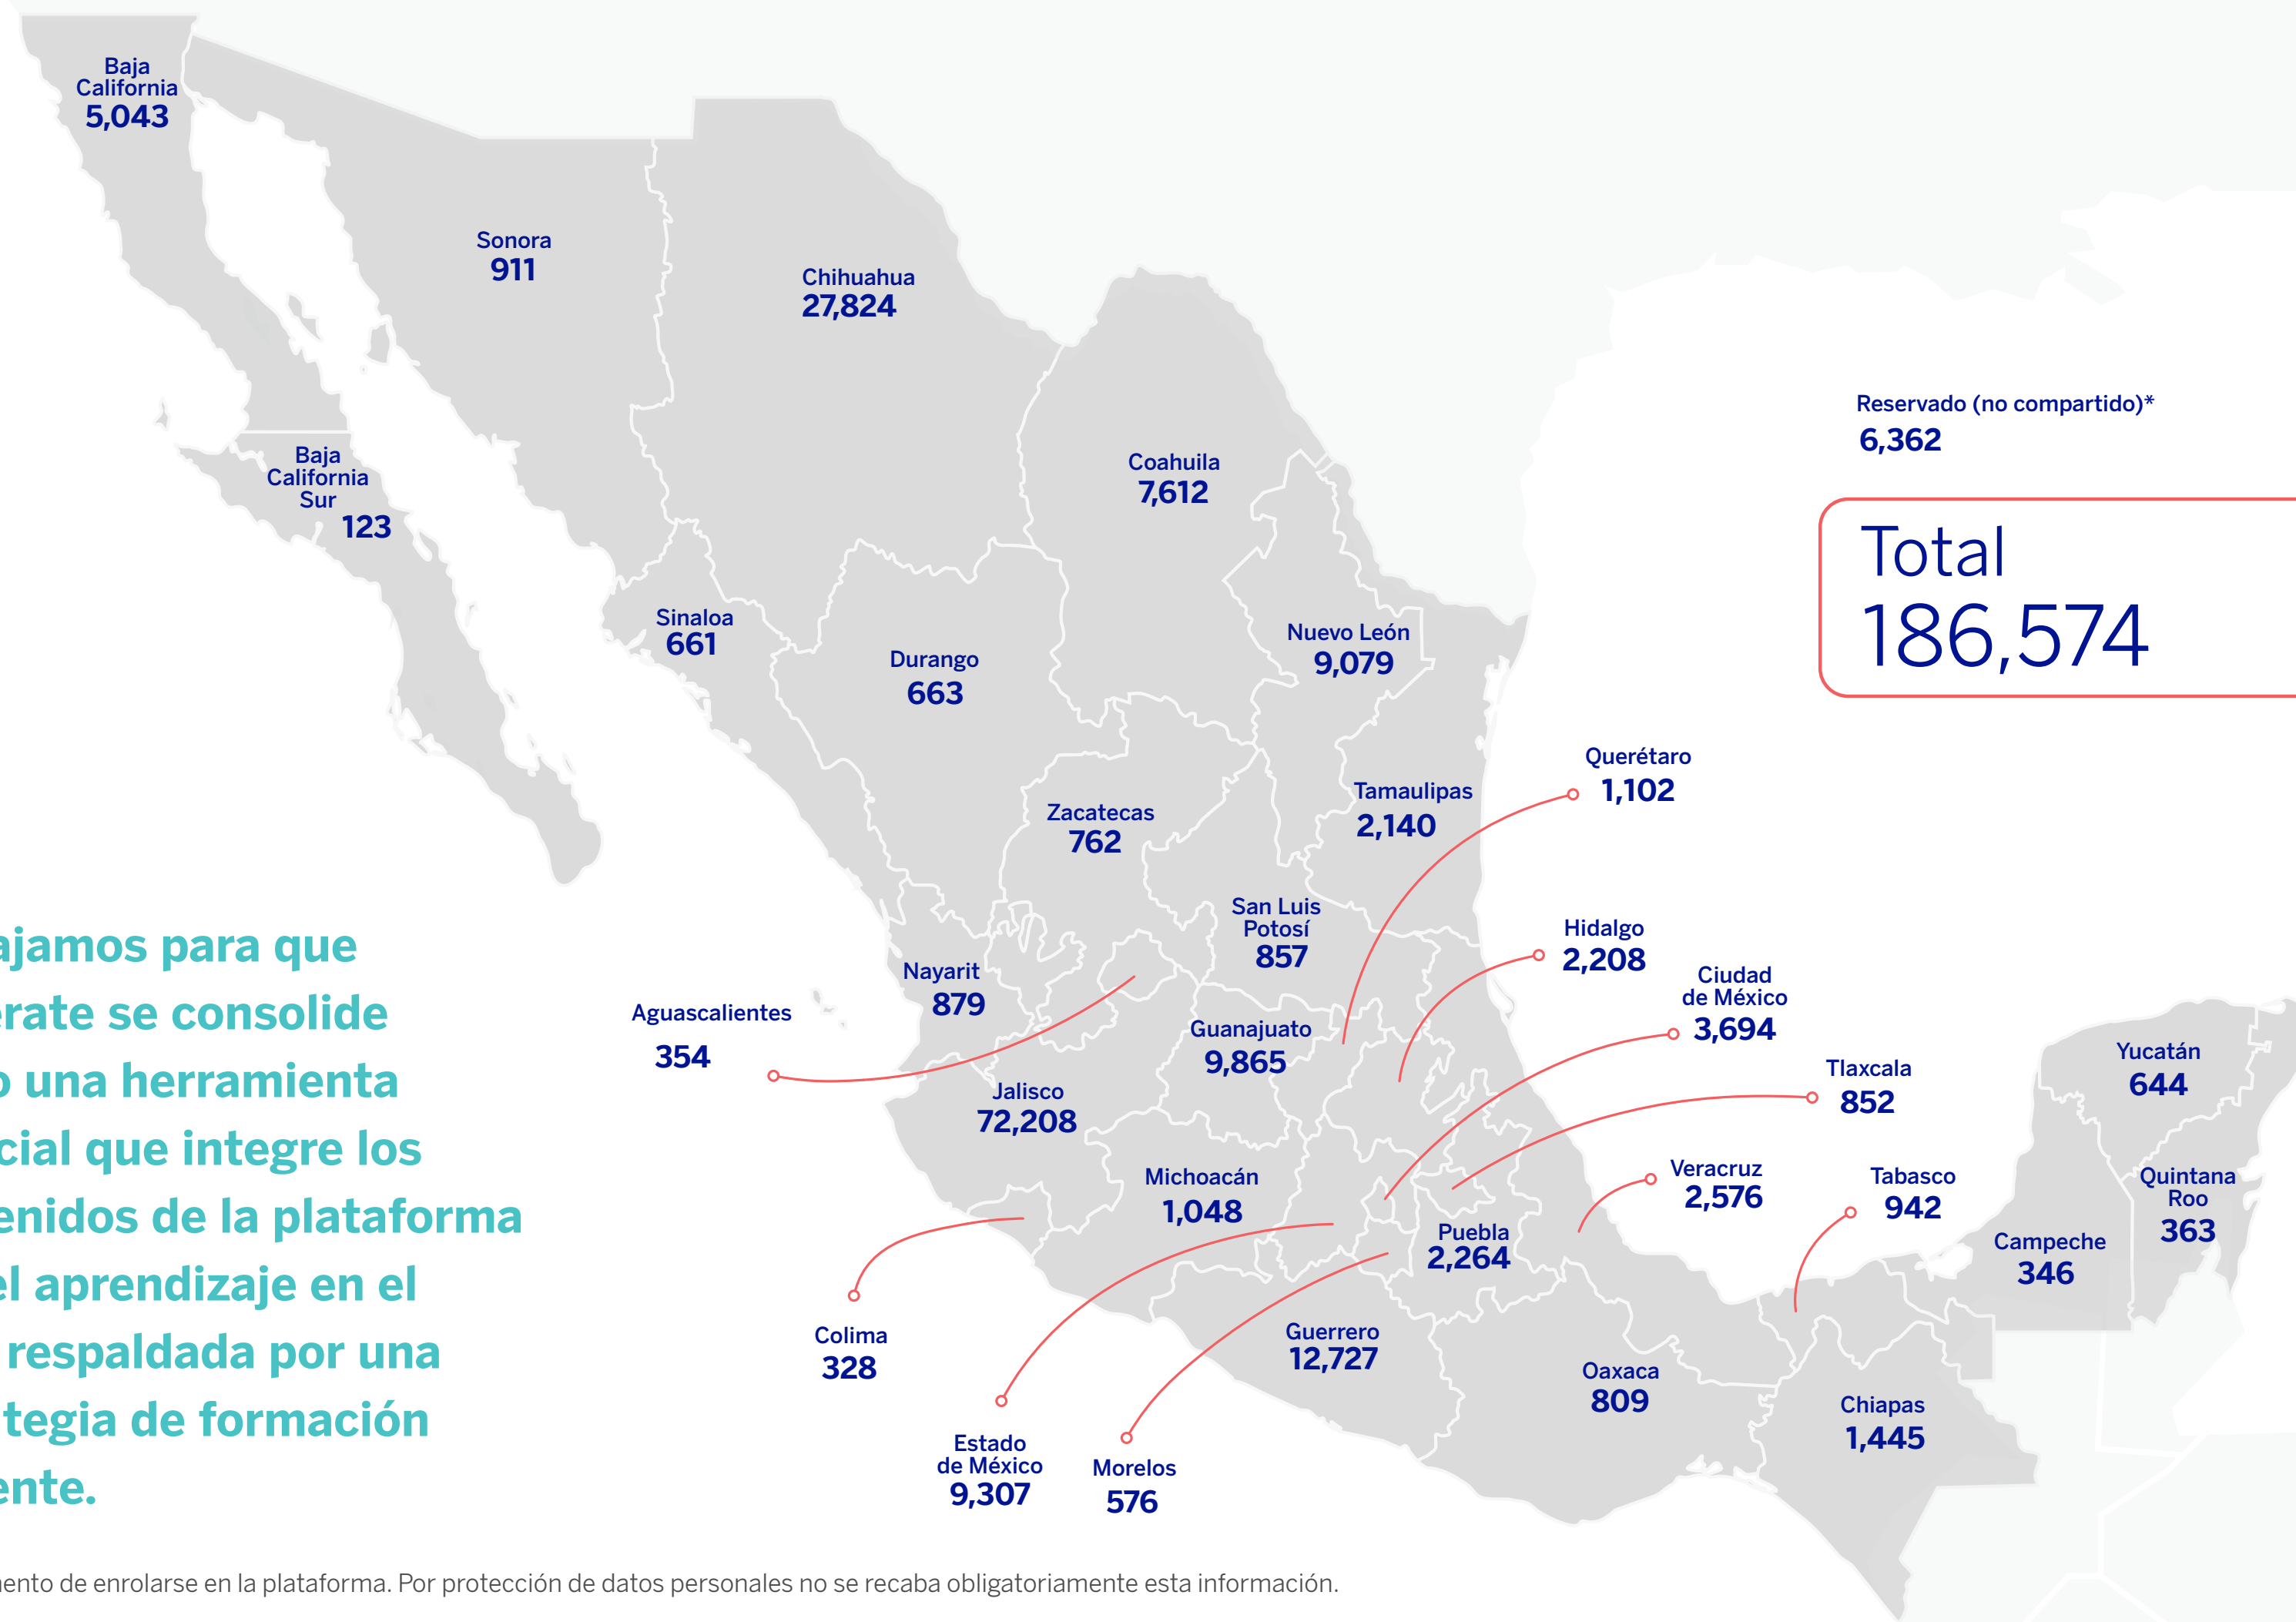 Baja
California
5,043
Sonora
911
Chihuahua
27,824
Reservado (no compartido)*
6,362
Baja
California
Sur
123
Coahuila
7,612
Total
186,574
Sinaloa
661
Durango
663
Nuevo León
9,079
Querétaro
1,102
Zacatecas
762
Tamaulipas
2,140
San Luis
Potosí
857
Hidalgo
2,208
Nayarit
879
Ciudad
de México
3,694
Aguascalientes
354
Guanajuato
9,865
Yucatán
644
Tlaxcala
852
Jalisco
72,208
Michoacán
1,048
Veracruz
2,576
Tabasco
942
Quintana
Roo
363
Puebla
2,264
Campeche
346
Colima
328
Guerrero
12,727
Oaxaca
809
Chiapas
1,445
Estado
de México
9,307
Morelos
576
ajamos para que
erate se consolide
o una herramienta
cial que integre los
enidos de la plataforma
el aprendizaje en el
respaldada por una
tegia de formación
ente.
ento de enrolarse en la plataforma. Por protección de datos personales no se recaba obligatoriamente esta información.